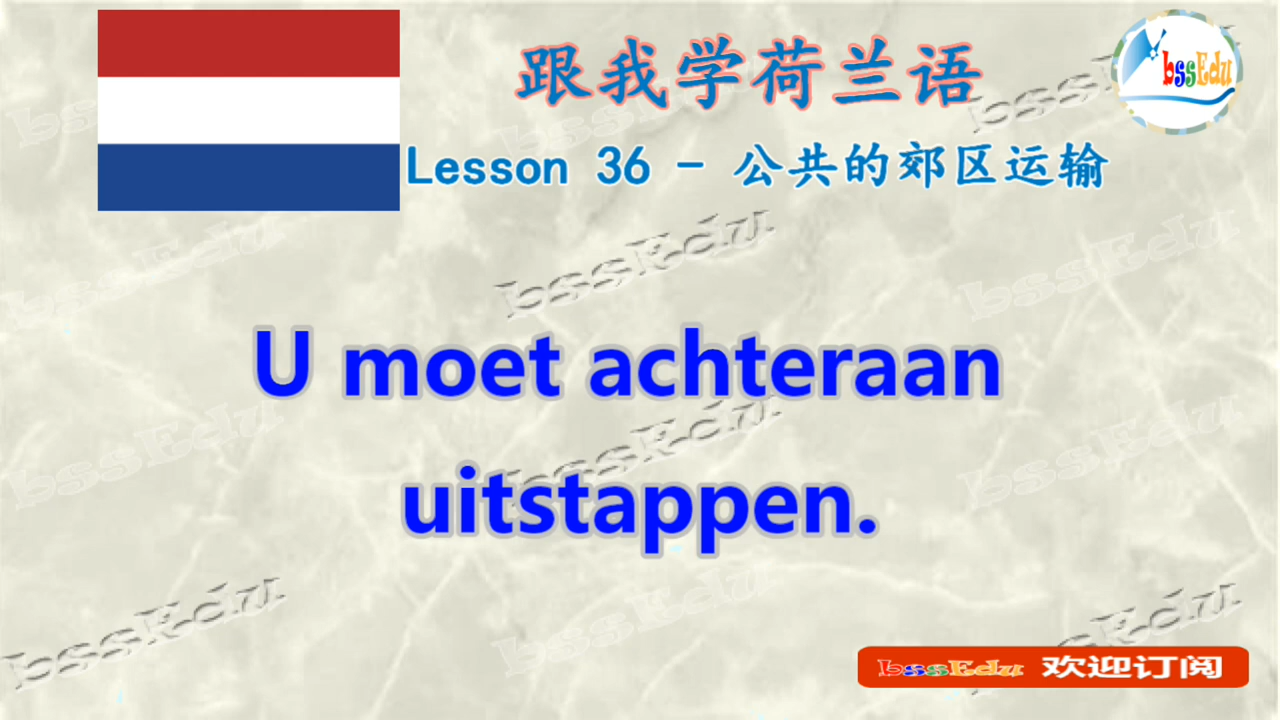 跟我学荷兰语
bssEdu
Lesson 36 - 公共的郊区运输
U moet achteraan
uitstappen.
bssEdu 欢迎订阅